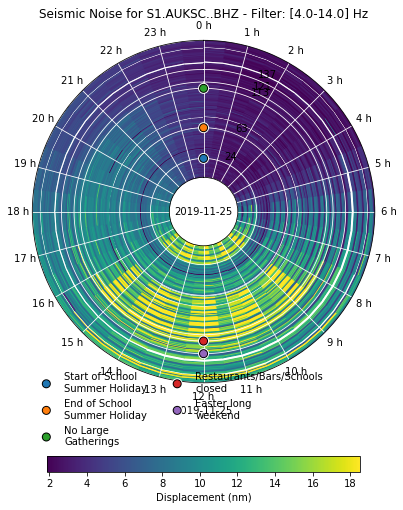 Seismic Noise for S1.AUKSC..BHZ - Filter: [4.0-14.0] Hz
0 h
23 h
1 h
22 h
2 h
21 h
3 h
20 h
4 h
19 h
5 h
18 h
2019-11-25
6 h
17 h
7 h
16 h
8 h
15 h
9 h
14 h
10 h
13 h
11 h
12 h
2019-11-25
Start of School
Summer Holiday
End of School
Summer Holiday
No Large
Gatherings
Restaurants/Bars/Schools
closed
Easter long
weekend
2
4
6
8
10
12
14
16
18
Displacement (nm)